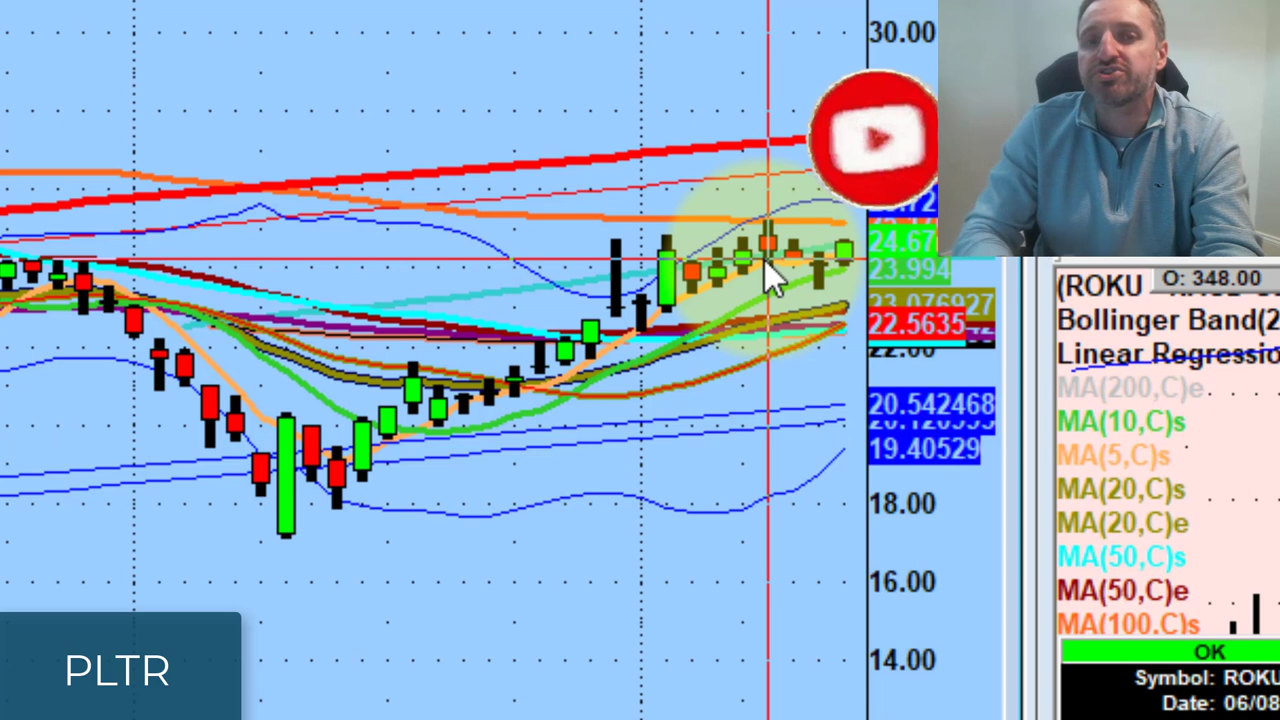 30.00
24.67
23.994
23.076927
22.5635
22.00
20.542468
19.40529
18.00
16.00
14.00
PLTR
O: 348.00
(ROKU
Bollinger Band(2
Linear Regressio
MA(200,C)e
MA(10,C)s
MA(5,C)s
MA(20,C)s
MA(20,C)e
MA(50,C)s
MA(50,C)e
MA(100,C)s
OK
Symbol: ROKU
Date: 06/08